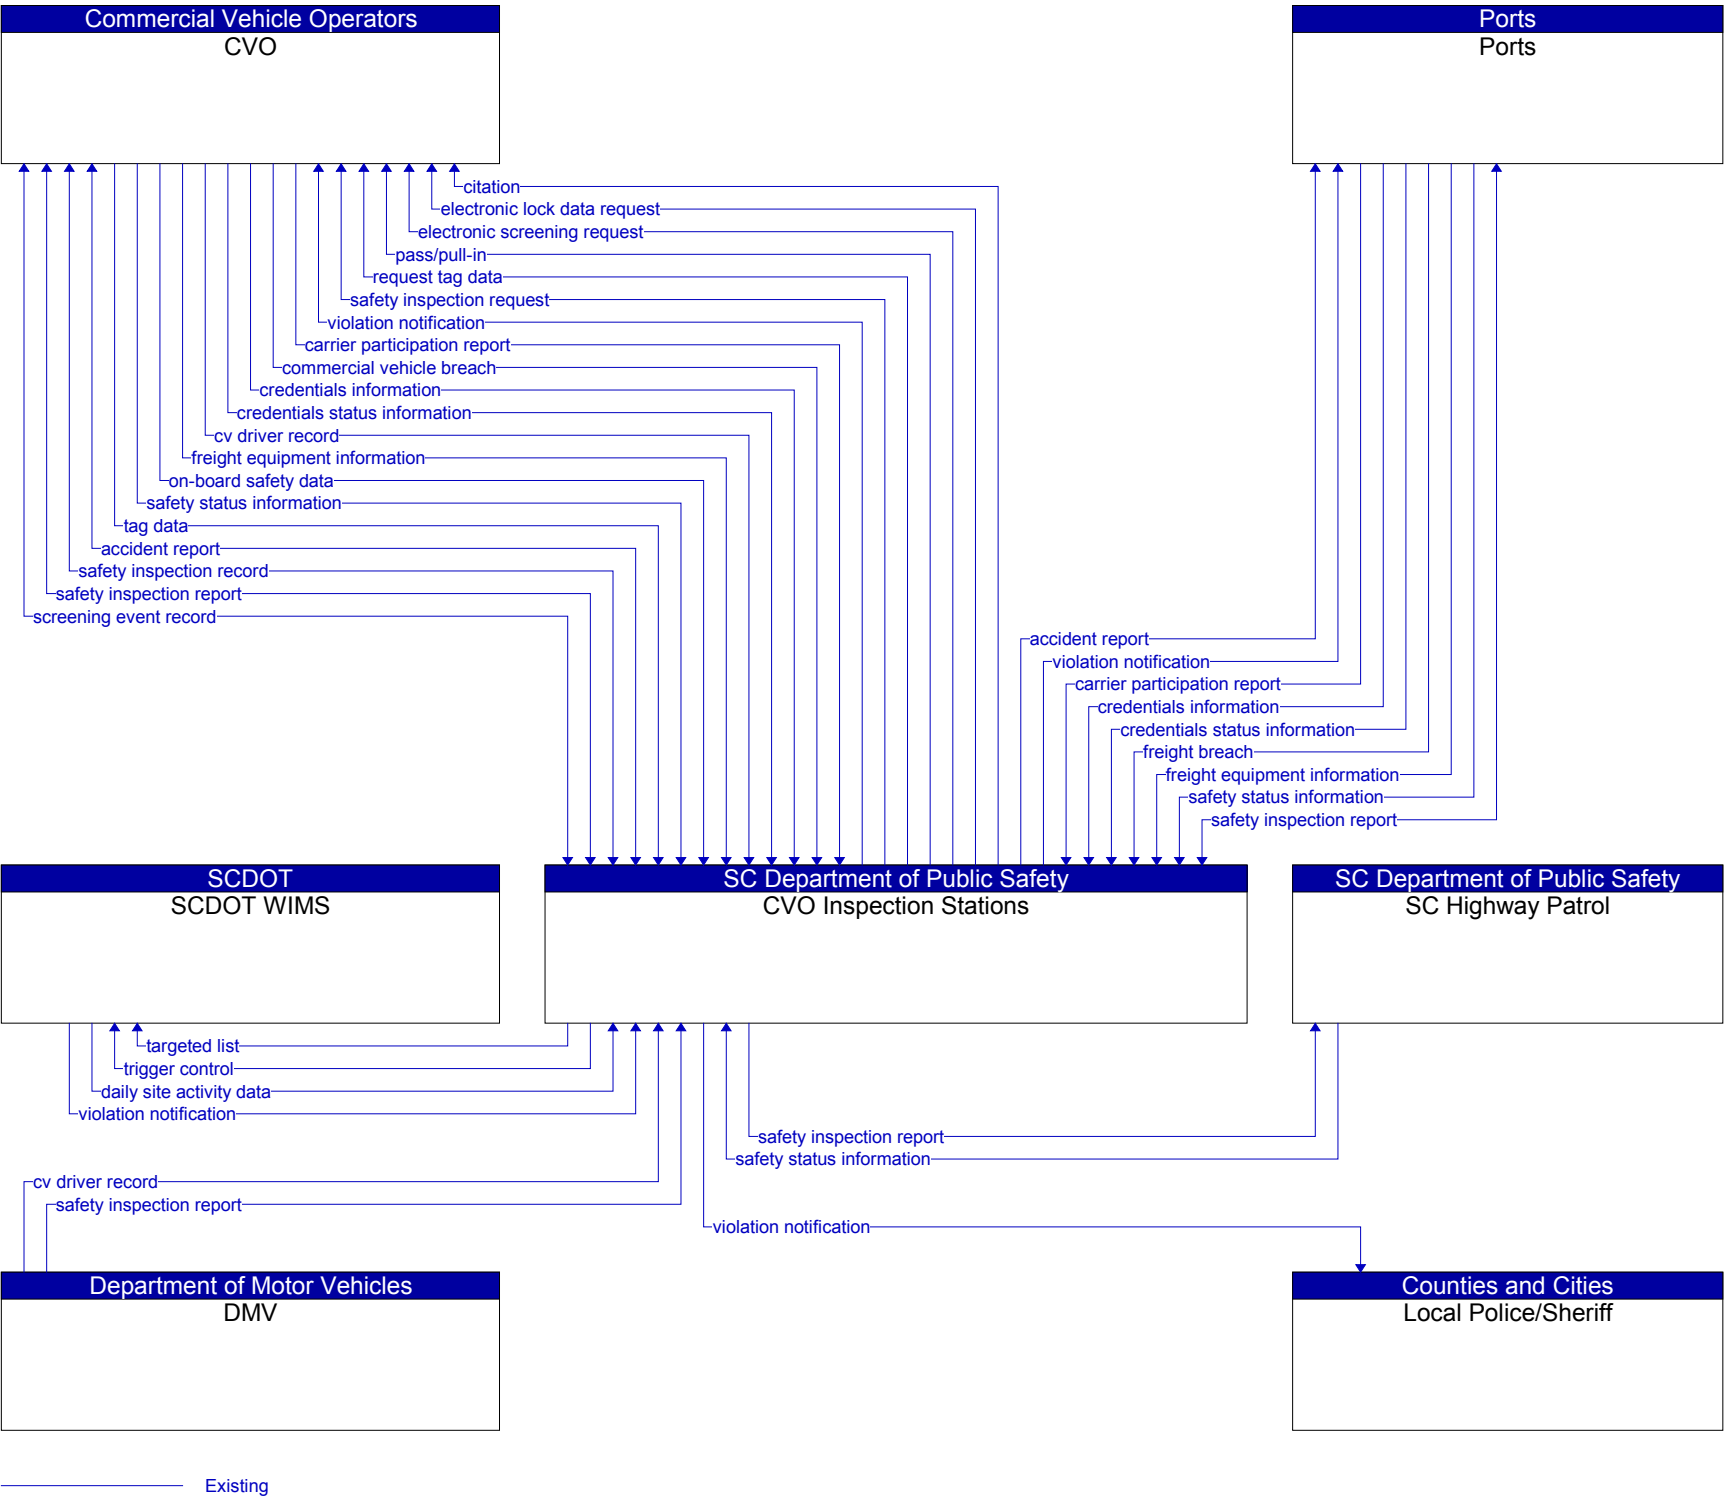 Commercial Vehicle Operators
CVO
Ports
Ports
citation
electronic lock data request
electronic screening request
pass/pull-in
request tag data
safety inspection request
violation notification
carrier participation report
commercial vehicle breach
credentials information
credentials status information
cv driver record
freight equipment information
on-board safety data
safety status information
tag data
accident report
safety inspection record
safety inspection report
screening event record
accident report
violation notification
carrier participation report
credentials information
credentials status information
freight breach
freight equipment information
safety status information
safety inspection report
SCDOT
SCDOT WIMS
SC Department of Public Safety
CVO Inspection Stations
SC Department of Public Safety
SC Highway Patrol
targeted list
trigger control
daily site activity data
violation notification
safety inspection report
safety status information
cv driver record
safety inspection report
violation notification
Department of Motor Vehicles
DMV
Counties and Cities
Local Police/Sheriff
Existing